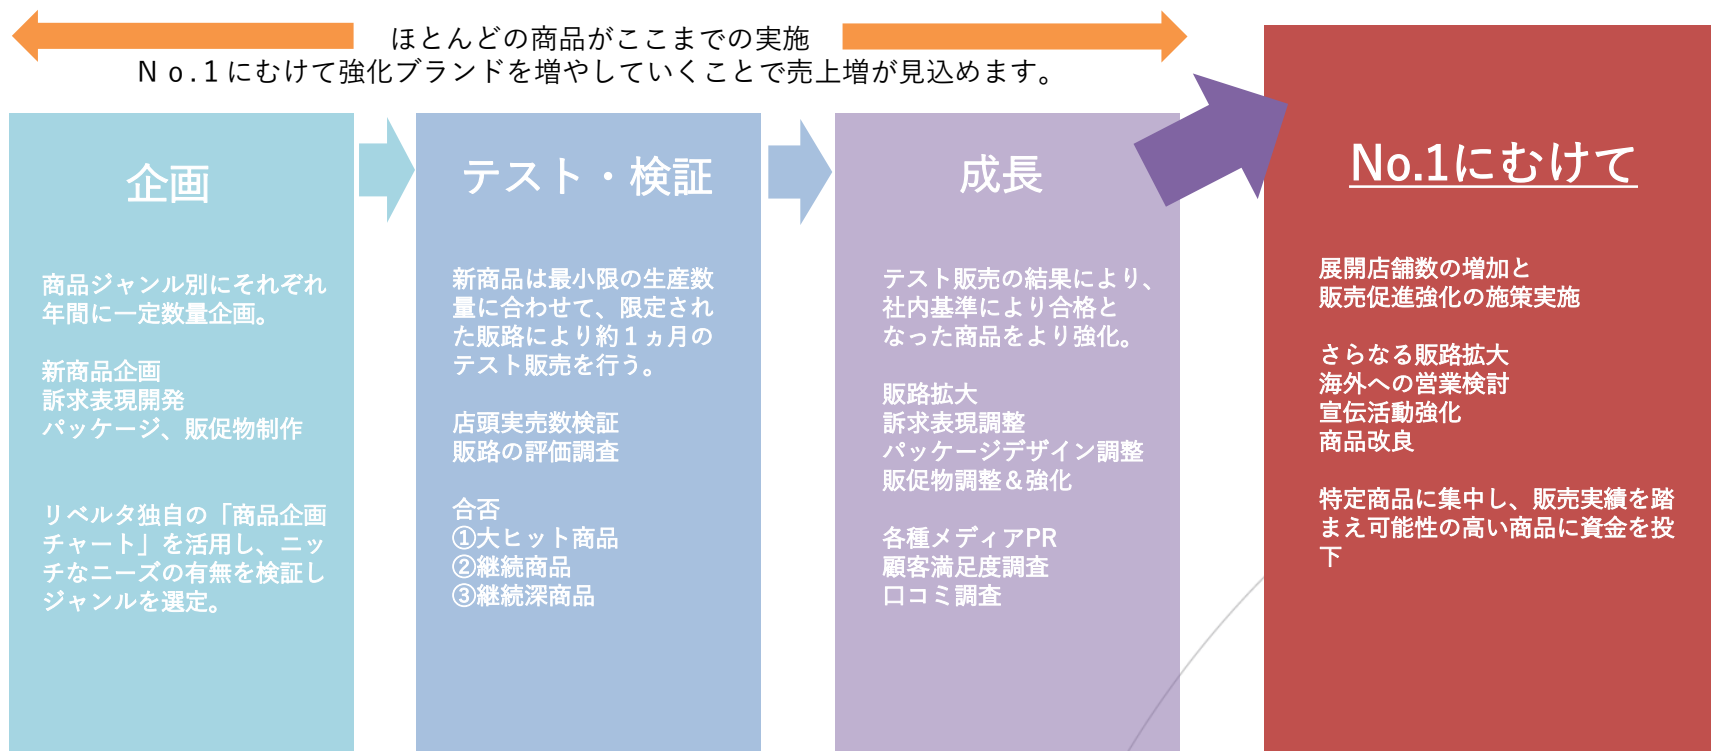 ほとんどの商品がここまでの実施
Ｎｏ.１にむけて強化ブランドを増やしていくことで売上増が見込めます。
企画
商品ジャンル別にそれぞれ
年間に一定数量企画。
新商品企画
訴求表現開発
パッケージ、販促物制作
リベルタ独自の「商品企画
チャート」を活用し、ニッ
チなニーズの有無を検証し
ジャンルを選定。
テスト・検証
新商品は最小限の生産数
量に合わせて、限定され
た販路により約１ヵ月の
テスト販売を行う。
店頭実売数検証
販路の評価調査
合否
①大ヒット商品
②継続商品
③継続深商品
成長
テスト販売の結果により、
社内基準により合格と
なった商品をより強化。
販路拡大
訴求表現調整
パッケージデザイン調整
販促物調整＆強化
各種メディアPR
顧客満足度調査
口コミ調査
No.1にむけて
展開店舗数の増加と
販売促進強化の施策実施
さらなる販路拡大
海外への営業検討
宣伝活動強化
商品改良
特定商品に集中し、販売実績を踏
まえ可能性の高い商品に資金を投
下